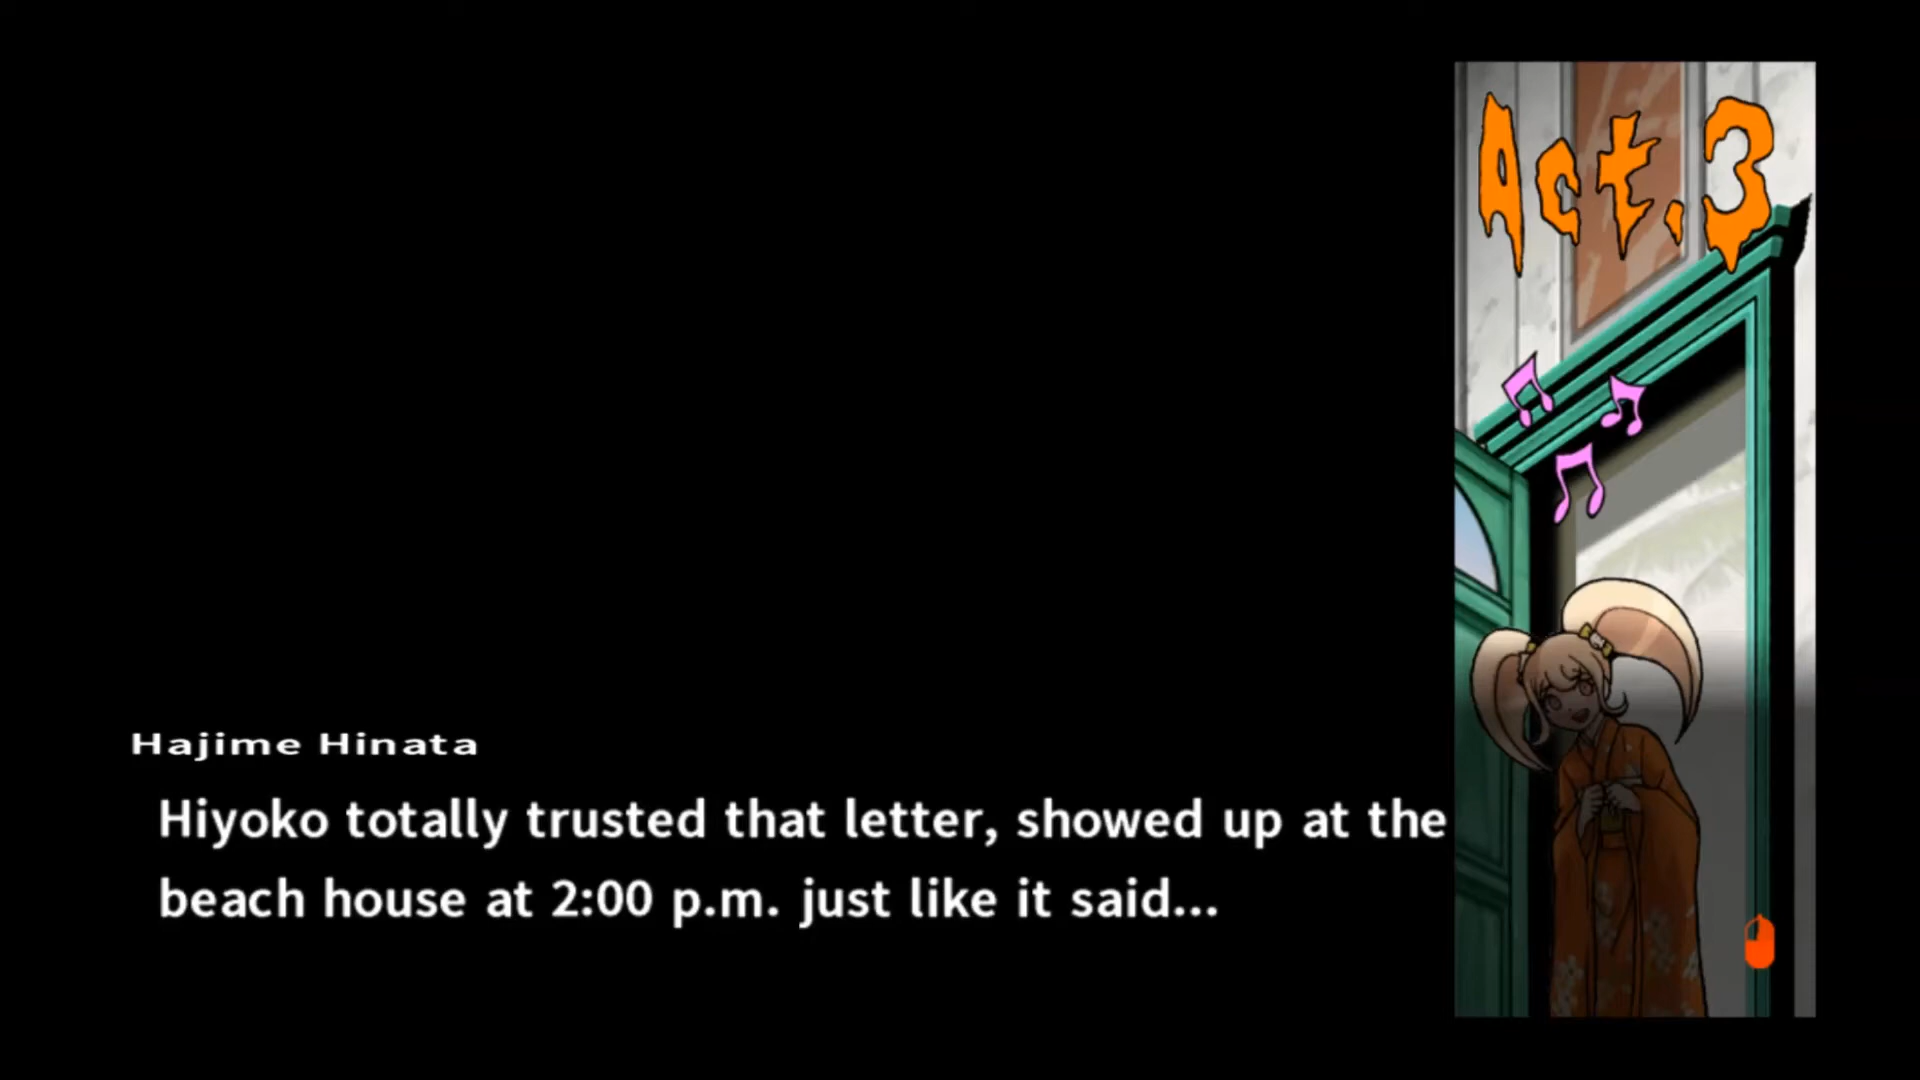 Act.3
Hajime Hinata
Hiyoko totally trusted that letter, showed up at the
beach house at 2:00 p.m. just like it said...